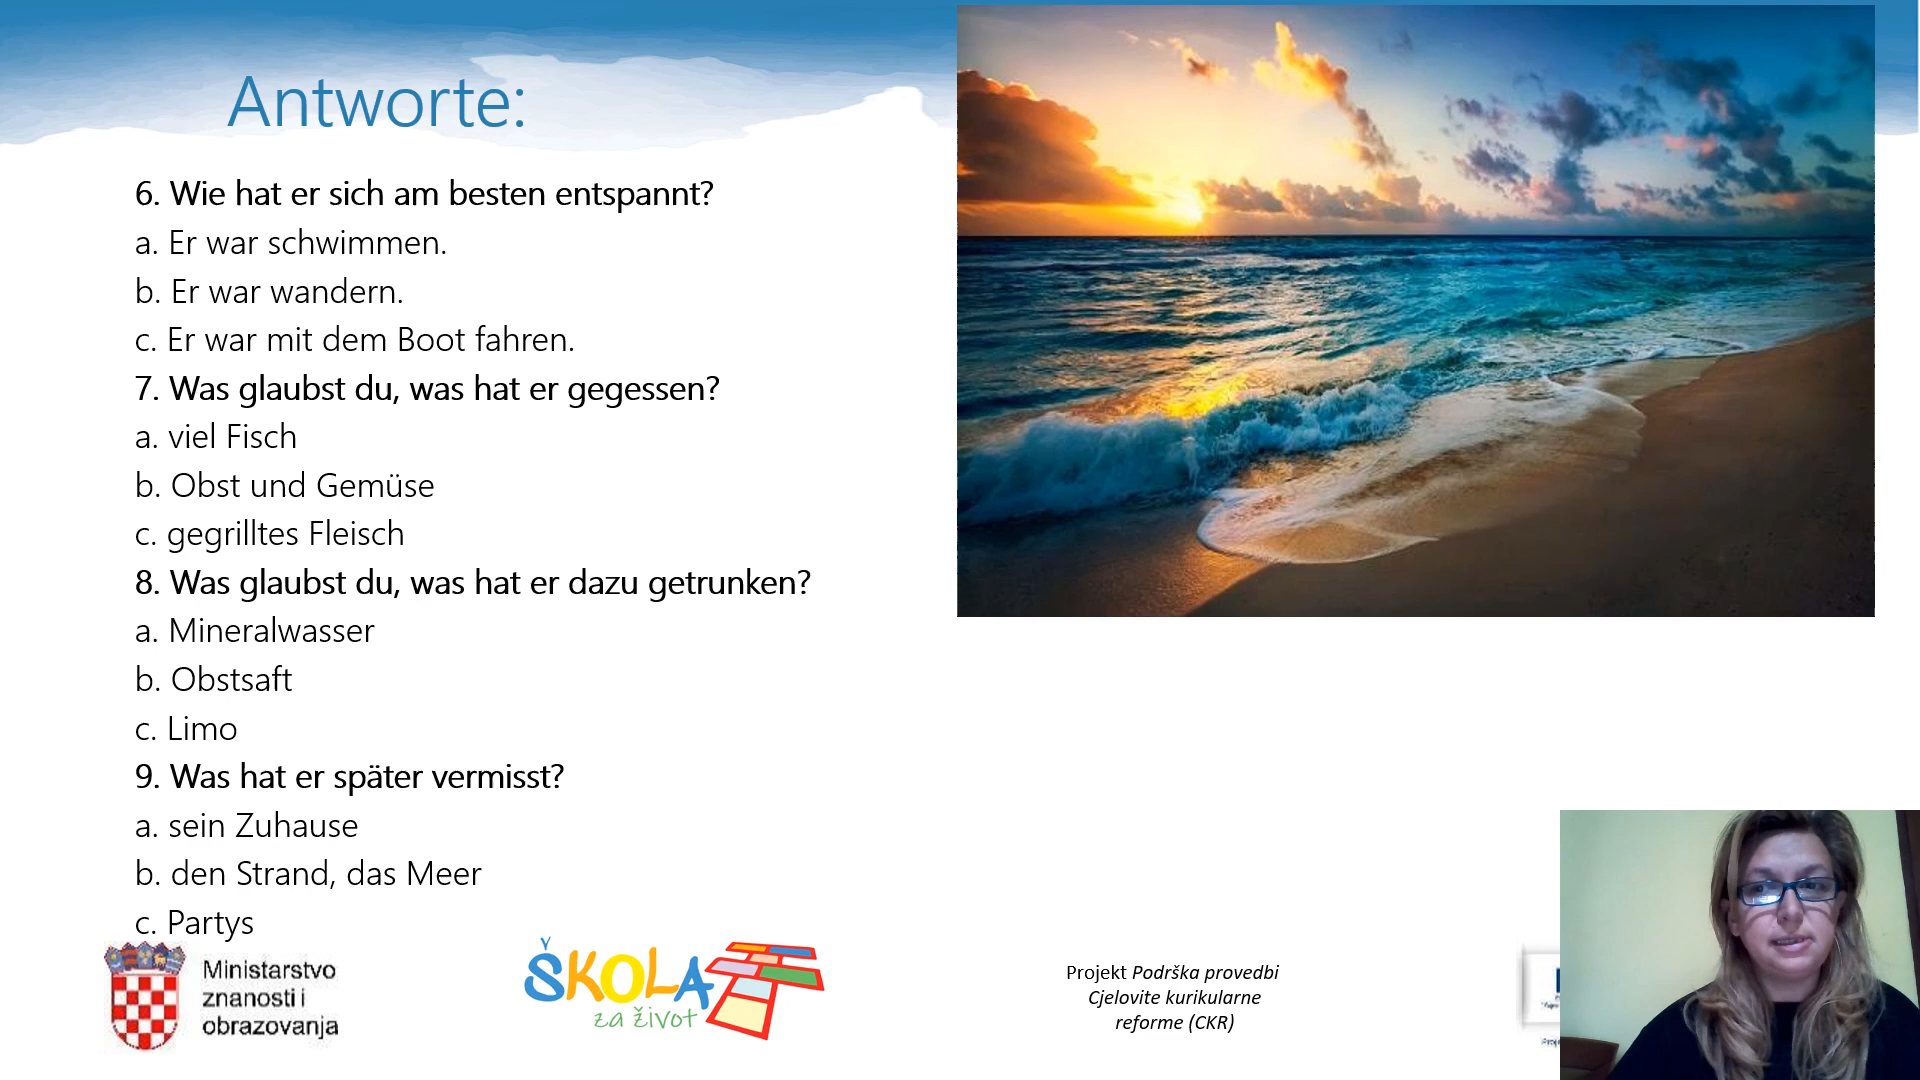 Antworte:
6. Wie hat er sich am besten entspannt?
a. Er war schwimmen.
b. Er war wandern.
c. Er war mit dem Boot fahren.
7. Was glaubst du, was hat er gegessen?
a. viel Fisch
b. Obst und Gemüse
c. gegrilltes Fleisch
8. Was glaubst du, was hat er dazu getrunken?
a. Mineralwasser
b. Obstsaft
c. Limo
9. Was hat er später vermisst?
a. sein Zuhause
b. den Strand, das Meer
c. Partys
Ministarstvo
znanosti i
obrazovanja
ŠKOLA
za život
Projekt Podrška provedbi
Cjelovite kurikularne
reforme (CKR)